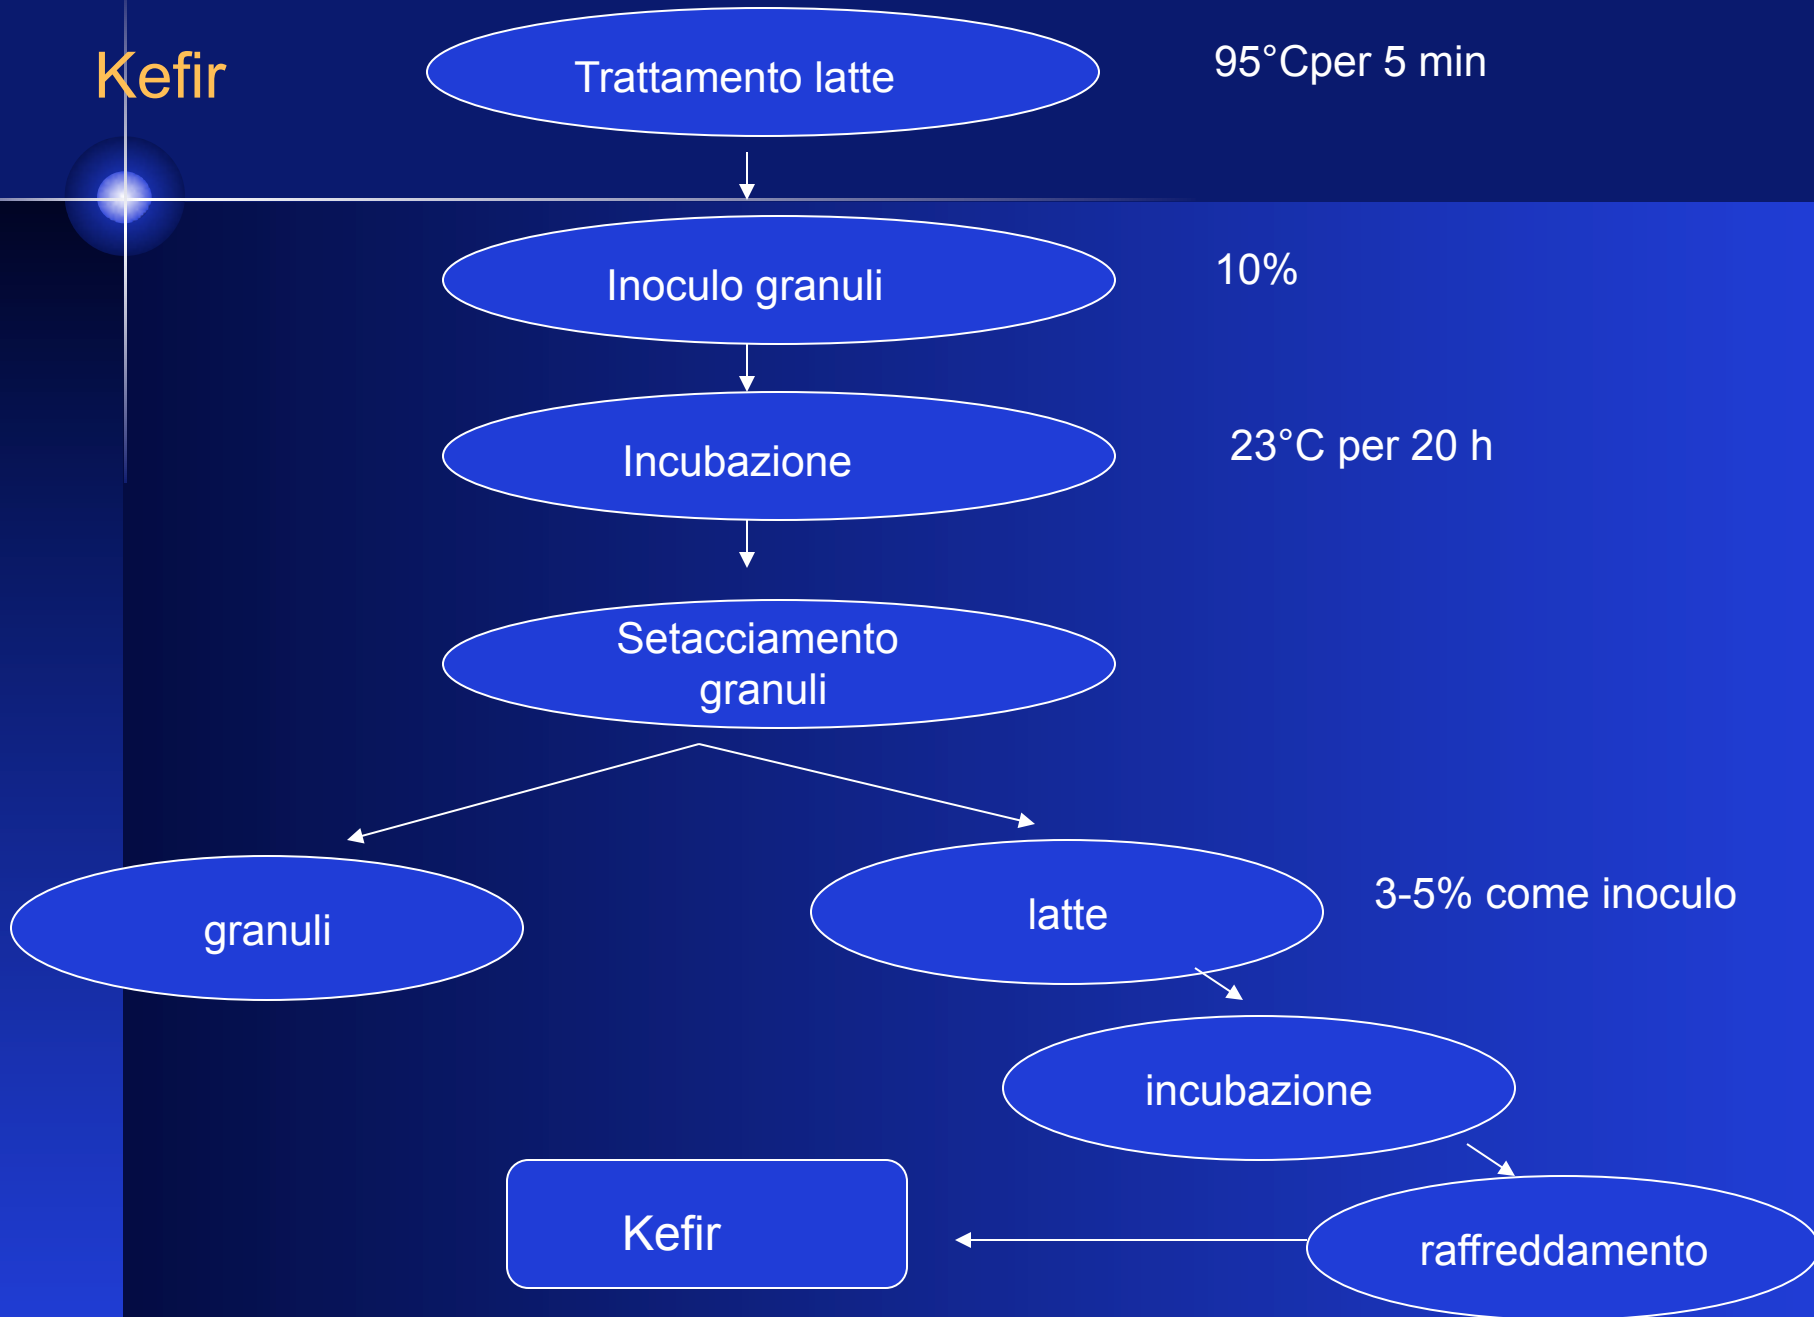 Kefir
Trattamento latte
95°Cper 5 min
Inoculo granuli
10%
Incubazione
23°C per 20 h
Setacciamento
granuli
granuli
latte
3-5% come inoculo
incubazione
Kefir
raffreddamento